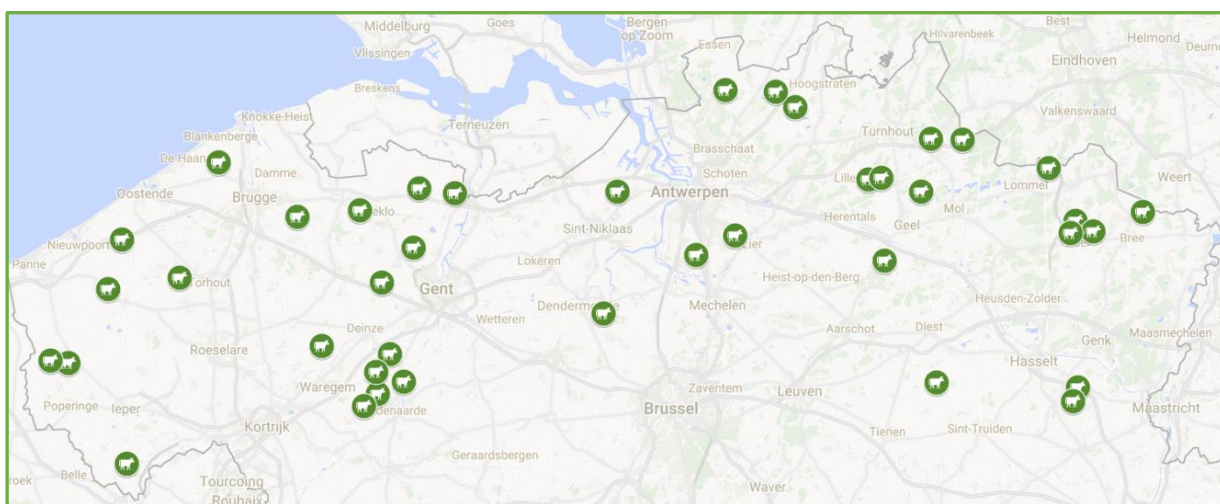 Middelburg
Goes
Bergen
op Zoom
Essen
Hilvarenbeek
Best
Helmond
Deurne
Vlissingen
Eindhoven
Breskens
Hoogstraten
Knokke-Heist
Terneuzen
Valkenswaard
Blankenberge
Turnhout
De Haan
Brasschaat
Damme
Schoten
Lille
Weert
Oostende
Brugge
Antwerpen
Lommel
Mol
Herentals
Geel
Sint-Niklaas
Bree
Nieuwpoort
Panne
Lokeren
Heist-op-den-Berg
Gent
Dendermonde
Mechelen
Heusden-Zolder
Wetteren
Deinze
Aarschot
Diest
Maasmechelen
Roeselare
Genk
Hasselt
Waregem
Zaventem
Leuven
Poperinge
Ieper
Brussel
Maastricht
Kortrijk
Tienen
Sint-Truiden
Geraardsbergen
Belle
Tourcoing
Roubaix
Waver